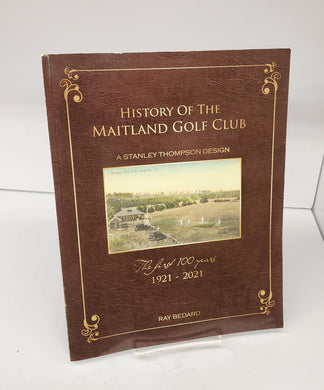 HISTORY OF THE
MAITLAND GOLF CLUB
A STANLEY THOMPSON DESIGN
The first 100 years
1921 - 2021
RAY BEDARD